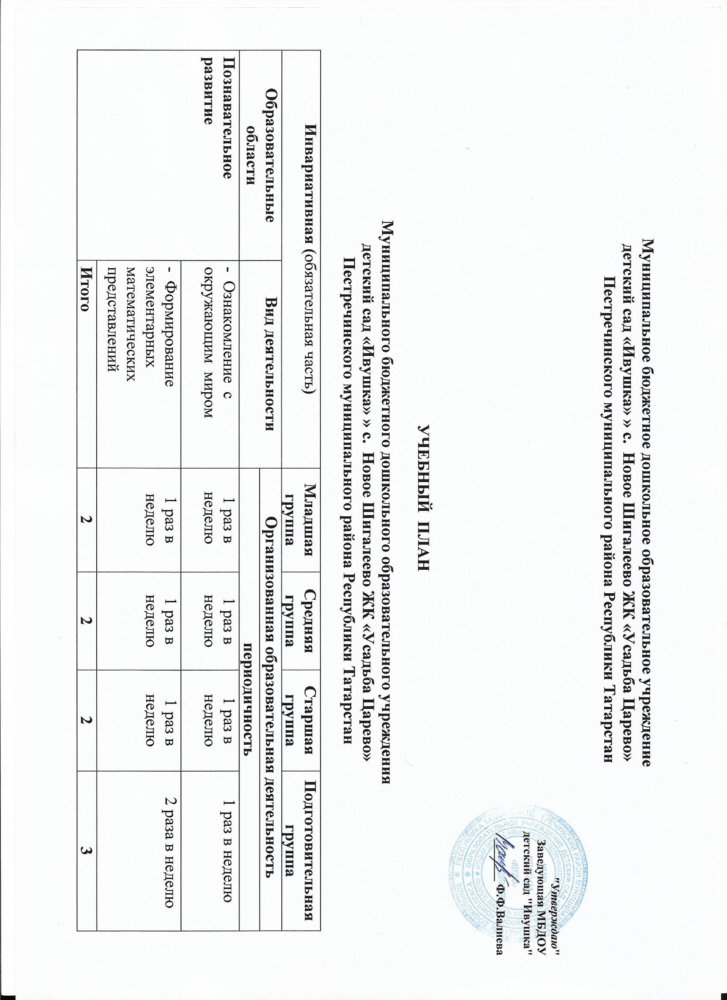 Муниципальное бюджетное дошкольное образовательное учреждение
детский сад «Ивушка» » с. Новое Шигалеево ЖК «Усадьба Царево»
Пестречинского муниципального района Республики Татарстан
"Утверждаю"
Заведующая МБДОУ
детский сад "Ивушка"
Ф.Ф.Валиева
УЧЕБНЫЙ ПЛАН
Муниципального бюджетного дошкольного образовательного учреждения
детский сад «Ивушка» » с. Новое Шигалеево ЖК «Усадьба Царево»
Пестречинского муниципального района Республики Татарстан
Инвариативная (обязательная часть)
Младшая группа
Средняя группа
Старшая группа
Подготовительная группа
Образовательные
области
Вид деятельности
Организованная образовательная деятельность
периодичность
Познавательное
развитие
- Ознакомление с
окружающим миром
1 раз в
неделю
1 раз в
неделю
1 раз в
неделю
1 раз в неделю
- Формирование
элементарных
математических
представлений
1 раз в
неделю
1 раз в
неделю
1 раз в
неделю
2 раза в неделю
Итого 2 2 2 3